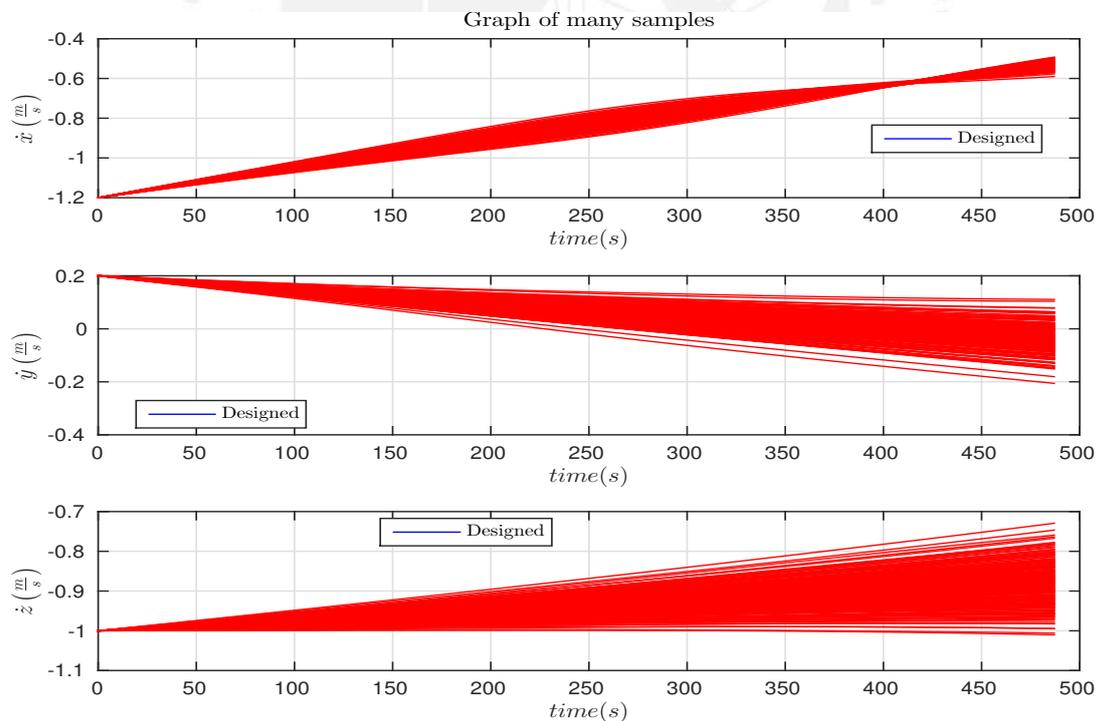 Graph of many samples
-0.4
-0.6
-0.8
-1
-1.2
ẋ (m/s)
Designed
0 50 100 150 200 250 300 350 400 450 500
time(s)
0.2
0
-0.2
-0.4
ẏ (m/s)
Designed
0 50 100 150 200 250 300 350 400 450 500
time(s)
-0.7
-0.8
-0.9
-1
-1.1
ż (m/s)
Designed
0 50 100 150 200 250 300 350 400 450 500
time(s)